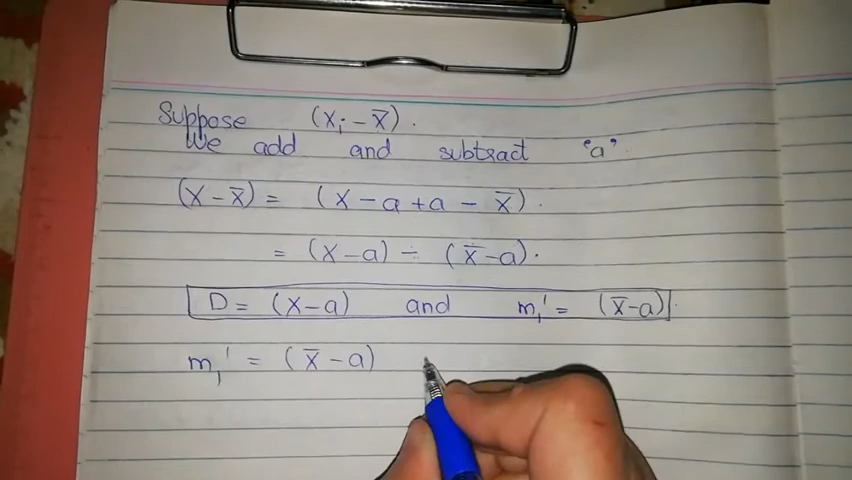 Suppose (xᵢ - x̄).
We add and subtract "a"
(X - x̄) = (X - a + a - x̄).
= (X - a) ÷ (x̄ - a).
D = (X - a) and m₁' = (x̄ - a).
m₁' = (x̄ - a)